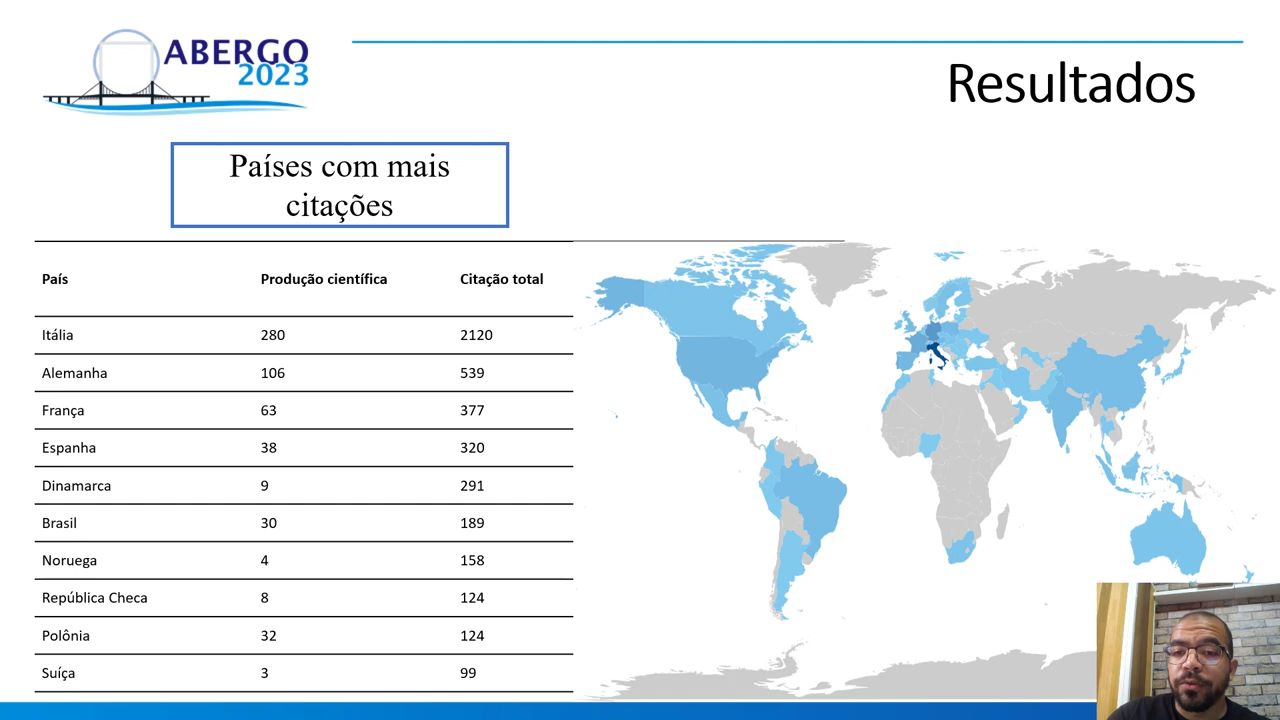 ABERGO
2023
Resultados
Países com mais
citações
País Produção científica Citação total
Itália 280 2120
Alemanha 106 539
França 63 377
Espanha 38 320
Dinamarca 9 291
Brasil 30 189
Noruega 4 158
República Checa 8 124
Polônia 32 124
Suíça 3 99